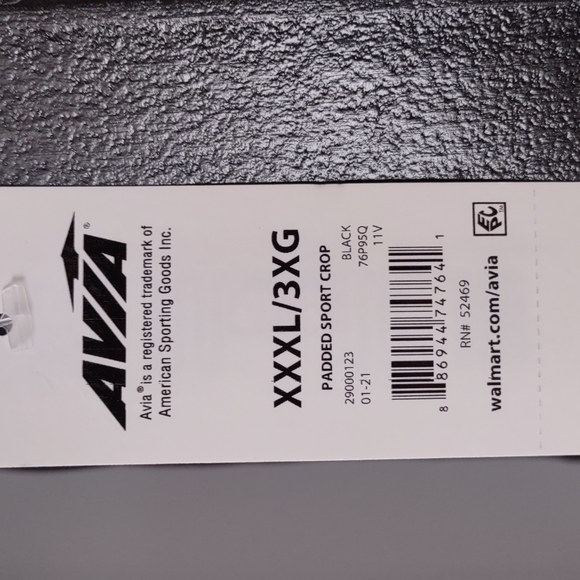 AVIA®
Avia® is a registered trademark of
American Sporting Goods Inc.
XXXL/3XG
PADDED SPORT CROP
29000123 BLACK
01-21 76P95Q
11V
8 86944 74764 1
RN# 52469
EPC™
walmart.com/avia